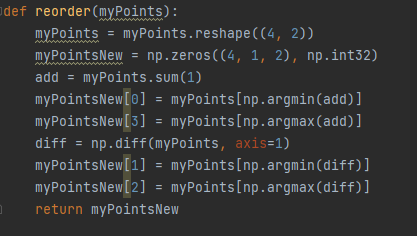 def reorder(myPoints):
    myPoints = myPoints.reshape((4, 2))
    myPointsNew = np.zeros((4, 1, 2), np.int32)
    add = myPoints.sum(1)
    myPointsNew[0] = myPoints[np.argmin(add)]
    myPointsNew[3] = myPoints[np.argmax(add)]
    diff = np.diff(myPoints, axis=1)
    myPointsNew[1] = myPoints[np.argmin(diff)]
    myPointsNew[2] = myPoints[np.argmax(diff)]
    return myPointsNew